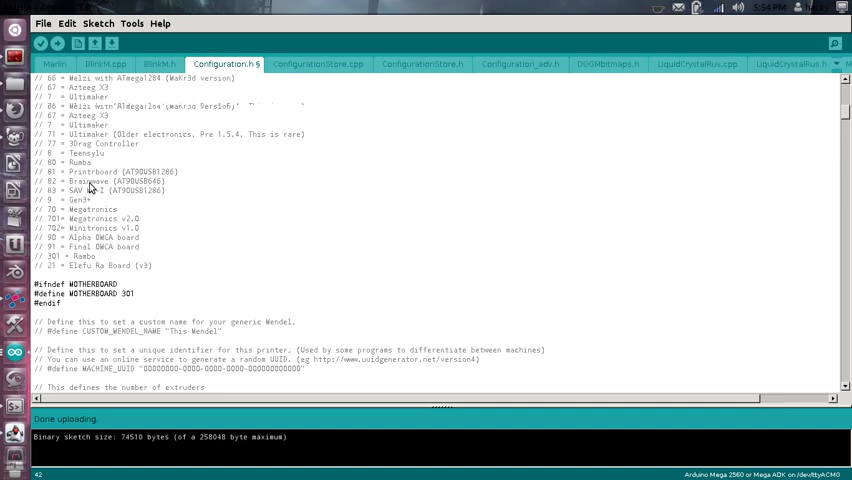 5:54 PM
File Edit Sketch Tools Help
Marlin BlinkM.cpp BlinkM.h Configuration.h § ConfigurationStore.cpp ConfigurationStore.h Configuration_adv.h DOGMbitmaps.h LiquidCrystalRus.cpp LiquidCrystalRus.h
// 66 = Melzi with ATmega1284 (MaKr3d version)
// 67 = Azteeg X3
// 7  = Ultimaker
// 67 = Azteeg X3
// 7  = Ultimaker
// 71 = Ultimaker (Older electronics. Pre 1.5.4. This is rare)
// 77 = 3Drag Controller
// 8  = Teensylu
// 80 = Rumba
// 81 = Printrboard (AT90USB1286)
// 82 = Brainwave (AT90USB646)
// 83 = SAV (AT90USB1286)
// 9  = Gen3+
// 70 = Megatronics
// 701= Megatronics v2.0
// 702= Minitronics v1.0
// 90 = Alpha OMCA board
// 91 = Final OMCA board
// 301 = Rambo
// 21 = Elefu Ra Board (v3)
#ifndef MOTHERBOARD
#define MOTHERBOARD 301
#endif
// Define this to set a custom name for your generic Mendel,
// #define CUSTOM_MENDEL_NAME "This Mendel"
// Define this to set a unique identifier for this printer, (Used by some programs to differentiate between machines)
// You can use an online service to generate a random UUID. (eg http://www.uuidgenerator.net/version4)
// #define MACHINE_UUID "00000000-0000-0000-0000-000000000000"
// This defines the number of extruders
Done uploading.
Binary sketch size: 74510 bytes (of a 258048 byte maximum)
42
Arduino Mega 2560 or Mega ADK on /dev/ttyACM0